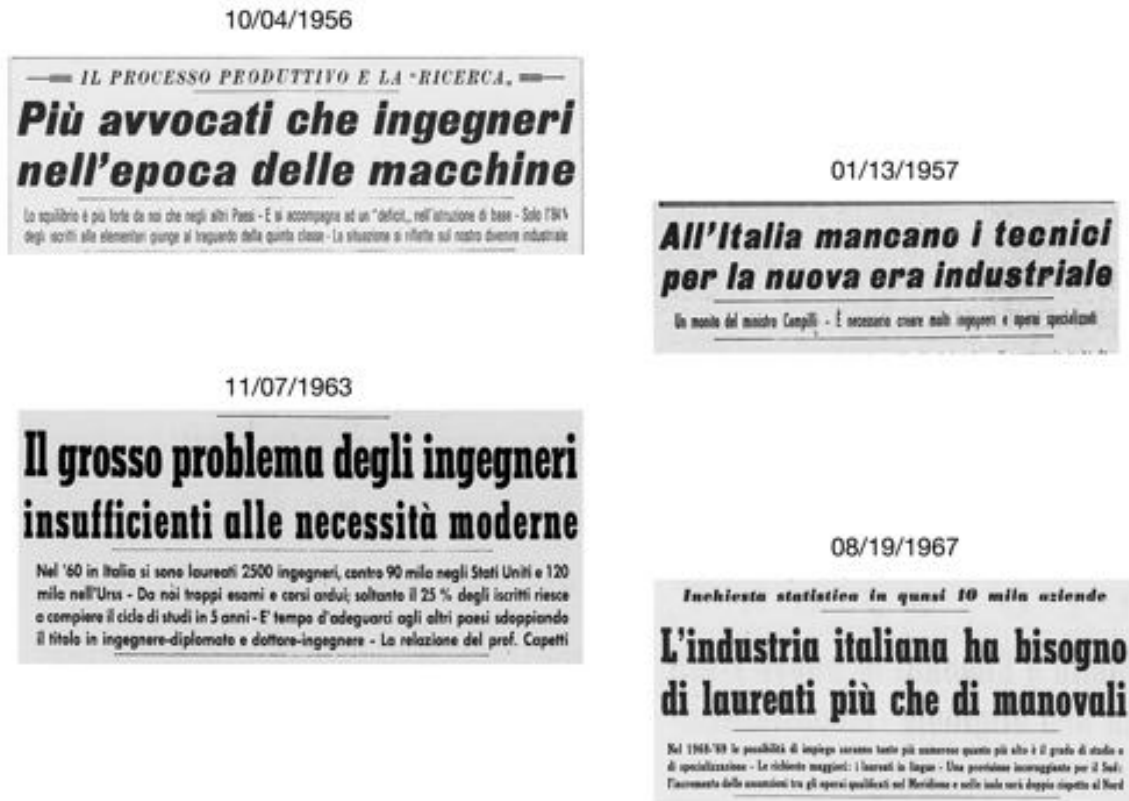 10/04/1956
IL PROCESSO PRODUTTIVO E LA "RICERCA„
Più avvocati che ingegneri
nell'epoca delle macchine
Lo squilibrio è più forte da noi che negli altri Paesi - E si accompagna ad un "deficit„ nell'istruzione di base - Solo l'84%
degli iscritti alle elementari giunge al traguardo della quinta classe - La situazione si riflette sul nostro divenire industriale
01/13/1957
All'Italia mancano i tecnici
per la nuova era industriale
Un monito del ministro Campilli - È necessario creare molti ingegneri e operai specializzati
11/07/1963
Il grosso problema degli ingegneri
insufficienti alle necessità moderne
Nel '60 in Italia si sono laureati 2500 ingegneri, contro 90 mila negli Stati Uniti e 120
mila nell'Urss - Da noi troppi esami e corsi ardui; soltanto il 25 % degli iscritti riesce
a compiere il ciclo di studi in 5 anni - E' tempo d'adeguarci agli altri paesi sdoppiando
il titolo in ingegnere-diplomato e dottore-ingegnere - La relazione del prof. Capetti
08/19/1967
Inchiesta statistica in quasi 10 mila aziende
L'industria italiana ha bisogno
di laureati più che di manovali
Nel 1968-'69 le possibilità di impiego saranno tanto più numerose quanto più alto è il grado di studio e
di specializzazione - Le richieste maggiori: i laureati in lingue - Una previsione incoraggiante per il Sud:
l'incremento delle assunzioni tra gli operai qualificati nel Meridione e nelle isole sarà doppio rispetto al Nord